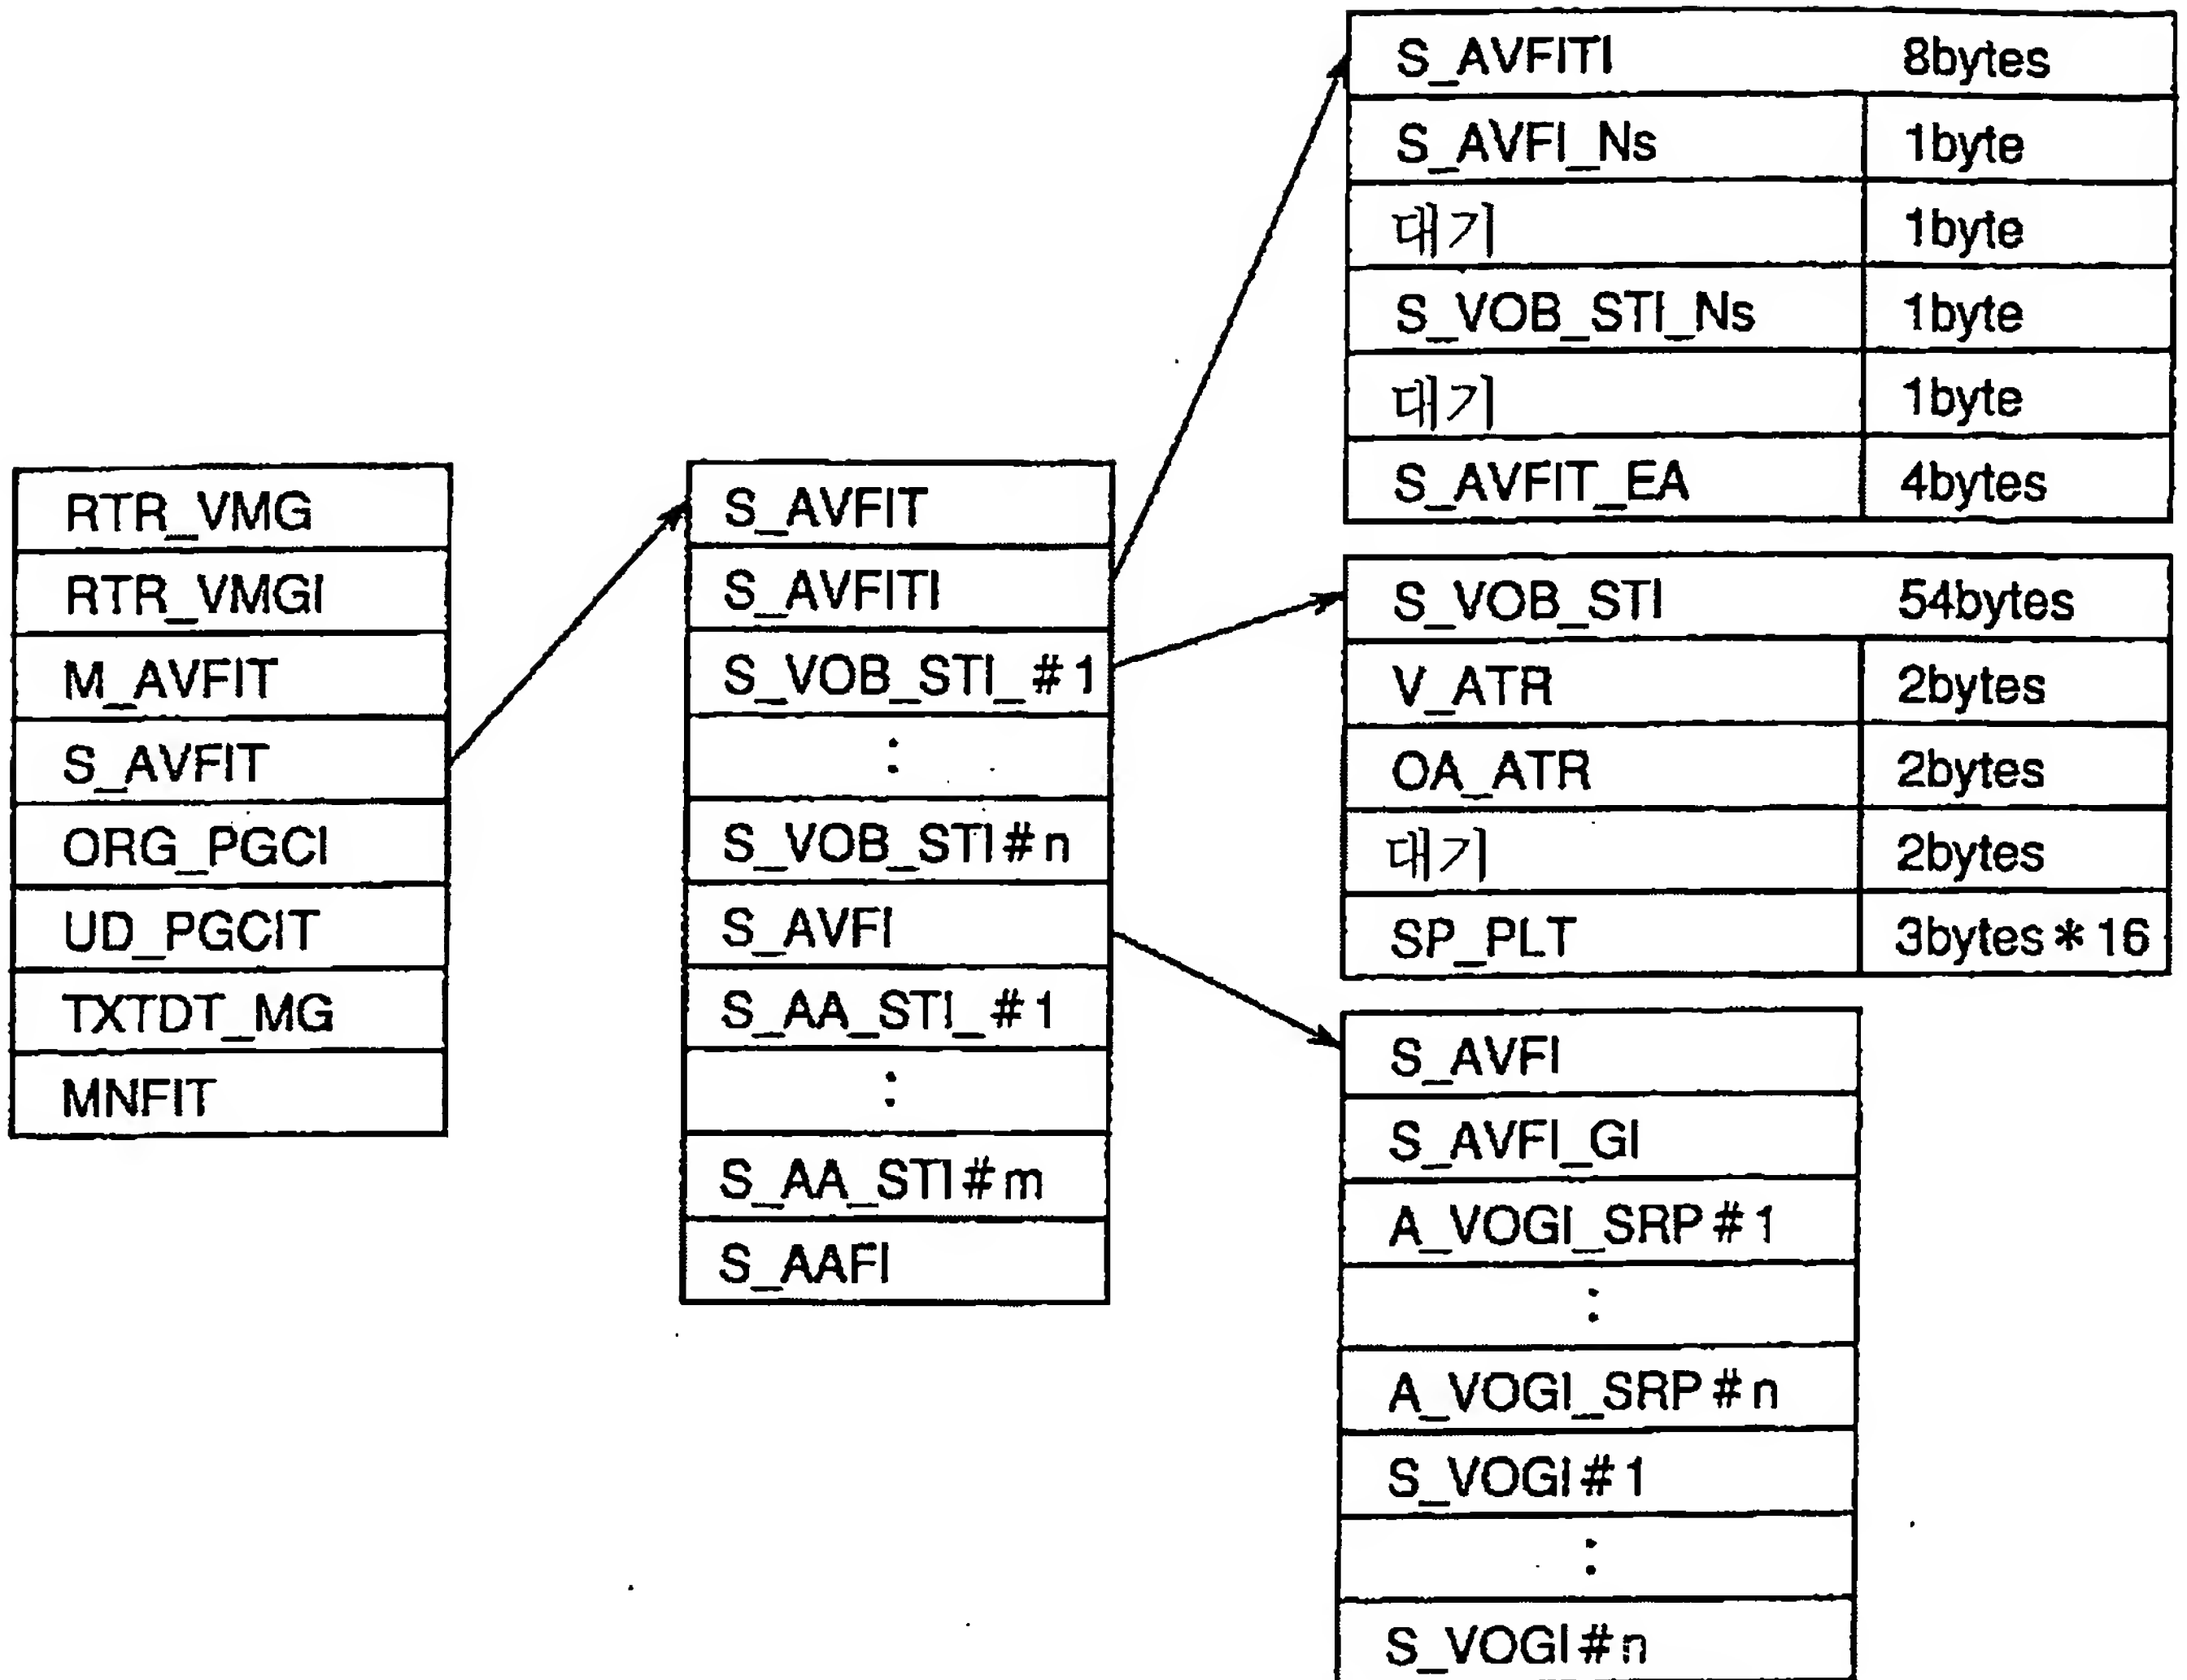 RTR_VMG
RTR_VMGI
M_AVFIT
S_AVFIT
ORG_PGCI
UD_PGCIT
TXTDT_MG
MNFIT
S_AVFIT
S_AVFITI
S_VOB_STI_#1
:
S_VOB_STI#n
S_AVFI
S_AA_STI_#1
:
S_AA_STI#m
S_AAFI
S_AVFITI 8bytes
S_AVFI_Ns 1byte
대기 1byte
S_VOB_STI_Ns 1byte
대기 1byte
S_AVFIT_EA 4bytes
S_VOB_STI 54bytes
V_ATR 2bytes
OA_ATR 2bytes
대기 2bytes
SP_PLT 3bytes*16
S_AVFI
S_AVFI_GI
A_VOGI_SRP#1
:
A_VOGI_SRP#n
S_VOGI#1
:
S_VOGI#n